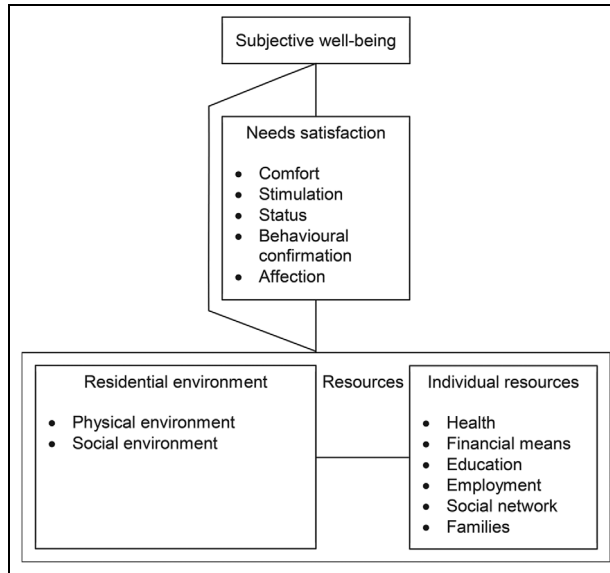 Subjective well-being
Needs satisfaction
• Comfort
• Stimulation
• Status
• Behavioural
confirmation
• Affection
Residential environment
• Physical environment
• Social environment
Resources
Individual resources
• Health
• Financial means
• Education
• Employment
• Social network
• Families